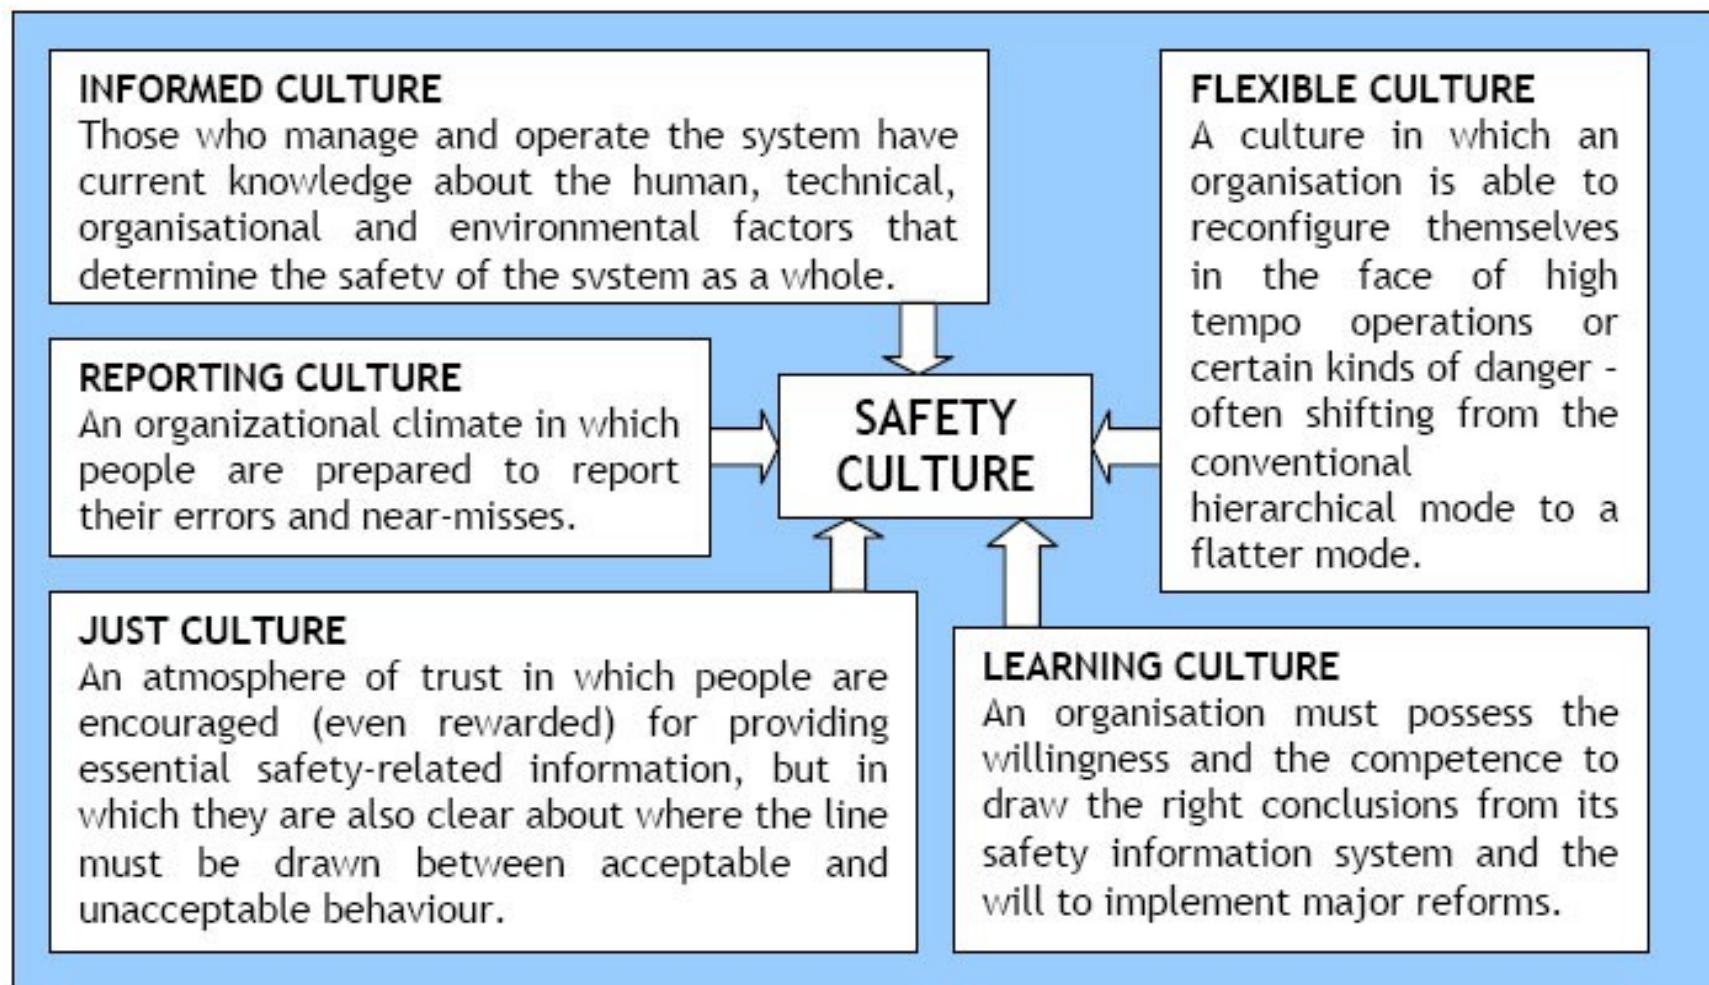 INFORMED CULTURE
Those who manage and operate the system have
current knowledge about the human, technical,
organisational and environmental factors that
determine the safety of the system as a whole.
REPORTING CULTURE
An organizational climate in which
people are prepared to report
their errors and near-misses.
JUST CULTURE
An atmosphere of trust in which people are
encouraged (even rewarded) for providing
essential safety-related information, but in
which they are also clear about where the line
must be drawn between acceptable and
unacceptable behaviour.
SAFETY
CULTURE
FLEXIBLE CULTURE
A culture in which an
organisation is able to
reconfigure themselves
in the face of high
tempo operations or
certain kinds of danger -
often shifting from the
conventional
hierarchical mode to a
flatter mode.
LEARNING CULTURE
An organisation must possess the
willingness and the competence to
draw the right conclusions from its
safety information system and the
will to implement major reforms.